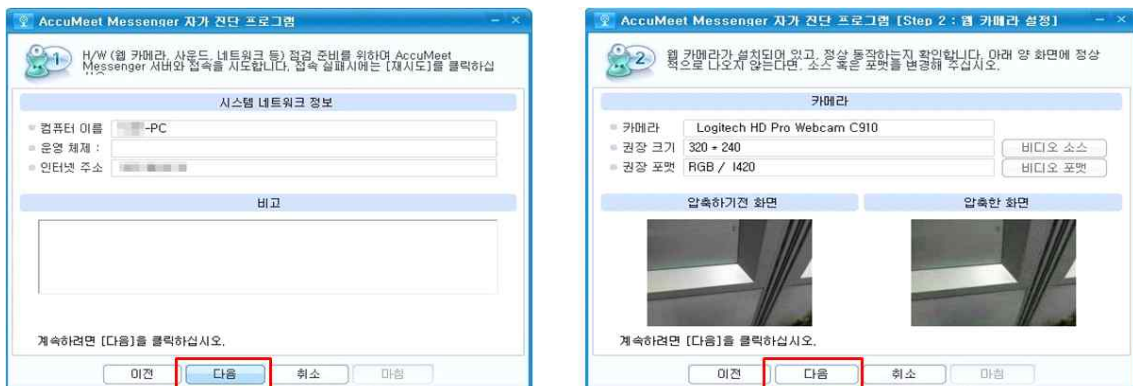 AccuMeet Messenger 자가 진단 프로그램
1
H/W (웹 카메라, 사운드, 네트워크 등) 점검 준비를 위하며 AccuMeet
Messenger 서버와 접속을 시도합니다. 접속 실패시에는 [재시도]를 클릭하십
시스템 네트워크 정보
컴퓨터 이름 -PC
운영 체제 :
인터넷 주소
비고
계속하려면 [다음]을 클릭하십시오.
이전 다음 취소 마침
AccuMeet Messenger 자가 진단 프로그램 [Step 2 : 웹 카메라 설정]
2
웹 카메라가 설치되어 있고, 정상 동작하는지 확인합니다. 아래 양 화면에 정상
적으로 나오지 않는다면, 소스 혹은 포맷을 변경해 주십시오.
카메라
카메라 Logitech HD Pro Webcam C910
권장 크기 320 * 240 비디오 소스
권장 포맷 RGB / I420 비디오 포맷
압축하기전 화면 압축한 화면
계속하려면 [다음]을 클릭하십시오.
이전 다음 취소 마침